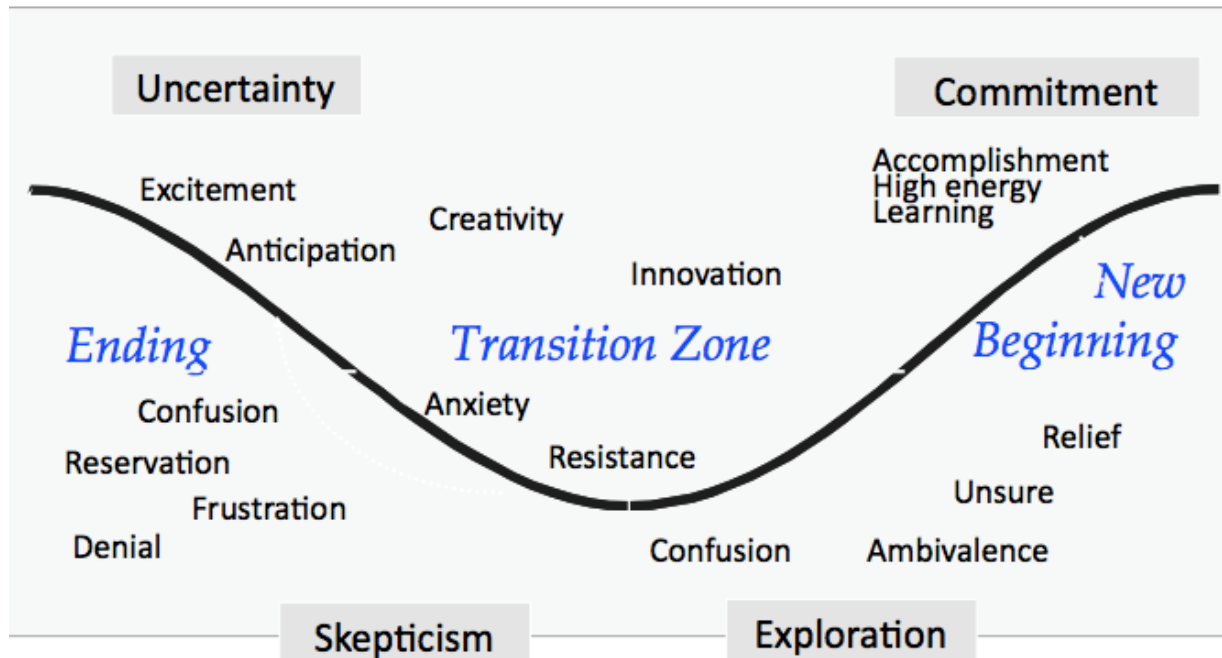 Uncertainty
Commitment
Accomplishment
High energy
Learning
Excitement
Creativity
Anticipation
Innovation
New
Beginning
Ending
Transition Zone
Confusion
Anxiety
Relief
Reservation
Resistance
Unsure
Frustration
Denial
Confusion
Ambivalence
Skepticism
Exploration